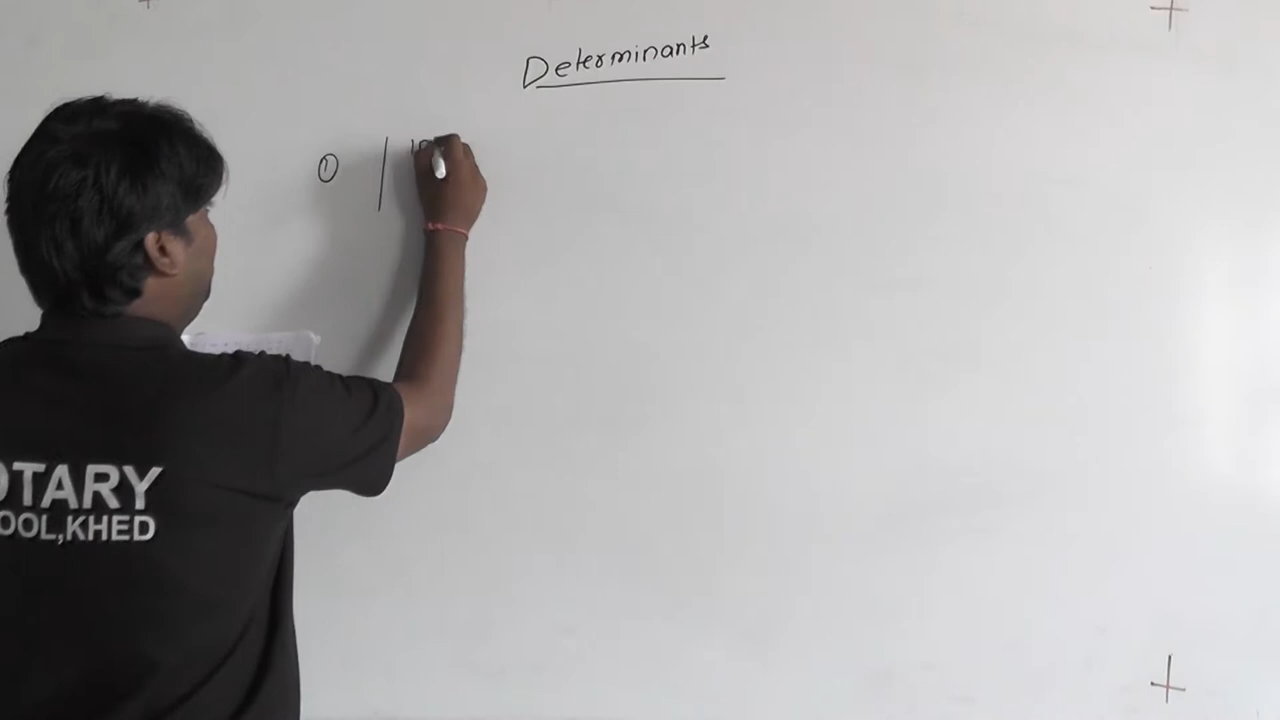 Determinants
① |
OTARY
OOL,KHED